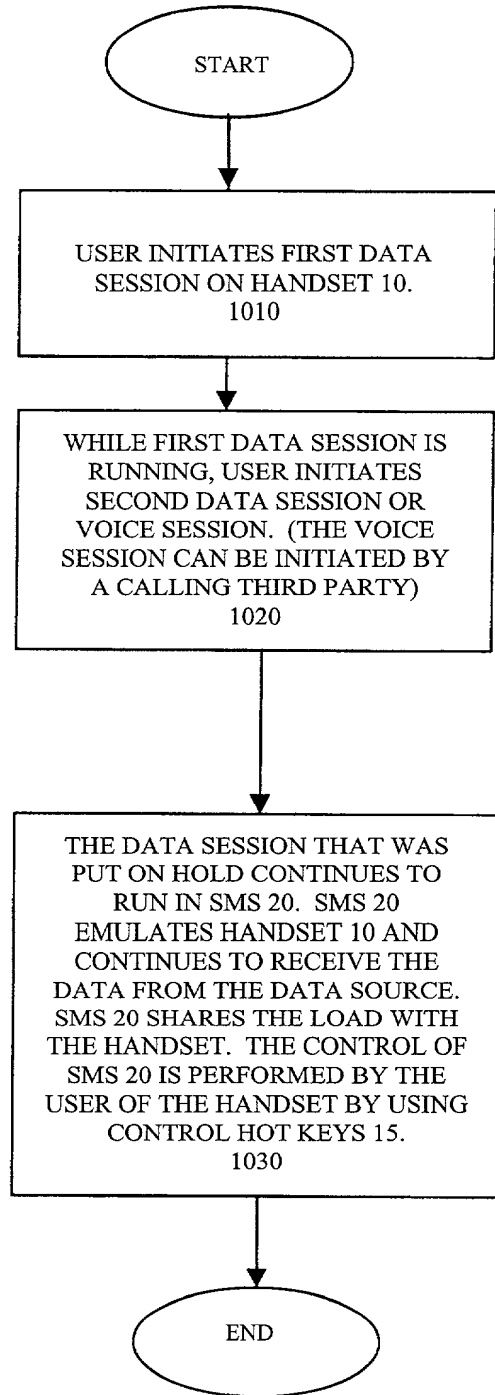 START
USER INITIATES FIRST DATA
SESSION ON HANDSET 10.
1010
WHILE FIRST DATA SESSION IS
RUNNING, USER INITIATES
SECOND DATA SESSION OR
VOICE SESSION. (THE VOICE
SESSION CAN BE INITIATED BY
A CALLING THIRD PARTY)
1020
THE DATA SESSION THAT WAS
PUT ON HOLD CONTINUES TO
RUN IN SMS 20. SMS 20
EMULATES HANDSET 10 AND
CONTINUES TO RECEIVE THE
DATA FROM THE DATA SOURCE.
SMS 20 SHARES THE LOAD WITH
THE HANDSET. THE CONTROL OF
SMS 20 IS PERFORMED BY THE
USER OF THE HANDSET BY USING
CONTROL HOT KEYS 15.
1030
END